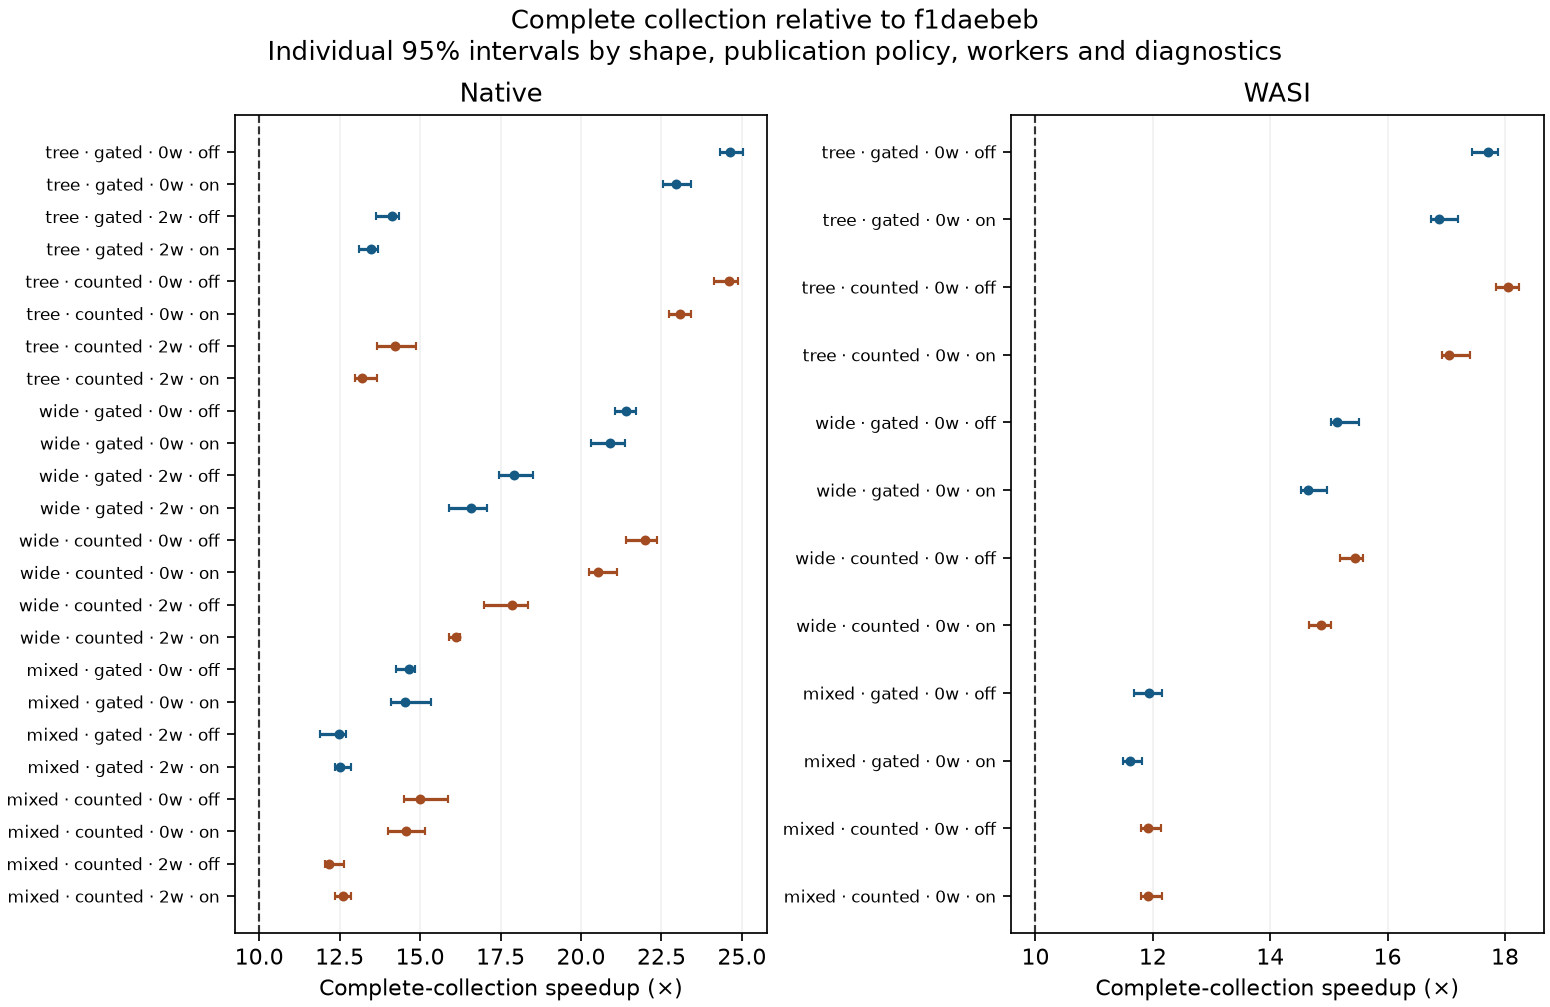 Complete collection relative to f1daebeb
Individual 95% intervals by shape, publication policy, workers and diagnostics
Native
tree · gated · 0w · off
tree · gated · 0w · on
tree · gated · 2w · off
tree · gated · 2w · on
tree · counted · 0w · off
tree · counted · 0w · on
tree · counted · 2w · off
tree · counted · 2w · on
wide · gated · 0w · off
wide · gated · 0w · on
wide · gated · 2w · off
wide · gated · 2w · on
wide · counted · 0w · off
wide · counted · 0w · on
wide · counted · 2w · off
wide · counted · 2w · on
mixed · gated · 0w · off
mixed · gated · 0w · on
mixed · gated · 2w · off
mixed · gated · 2w · on
mixed · counted · 0w · off
mixed · counted · 0w · on
mixed · counted · 2w · off
mixed · counted · 2w · on
10.0 12.5 15.0 17.5 20.0 22.5 25.0
Complete-collection speedup (×)
WASI
tree · gated · 0w · off
tree · gated · 0w · on
tree · counted · 0w · off
tree · counted · 0w · on
wide · gated · 0w · off
wide · gated · 0w · on
wide · counted · 0w · off
wide · counted · 0w · on
mixed · gated · 0w · off
mixed · gated · 0w · on
mixed · counted · 0w · off
mixed · counted · 0w · on
10 12 14 16 18
Complete-collection speedup (×)